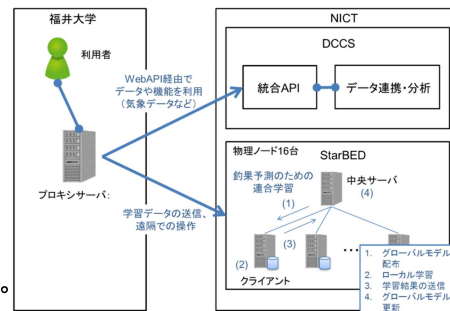 福井大学
利用者
プロキシサーバ:
WebAPI経由で
データや機能を利用
（気象データなど）
学習データの送信、
遠隔での操作
NICT
DCCS
統合API
データ連携・分析
物理ノード16台
StarBED
釣果予測のための
連合学習
中央サーバ
(1)
(4)
(3)
(2)
クライアント
…
1. グローバルモデル
配布
2. ローカル学習
3. 学習結果の送信
4. グローバルモデル
更新
。